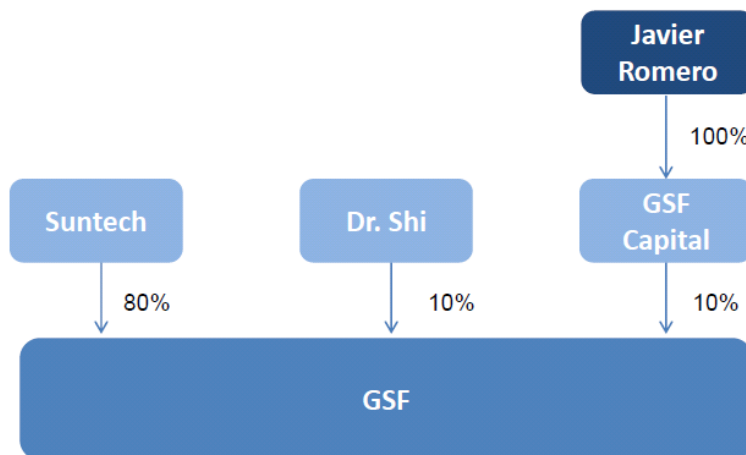 Javier
Romero
100%
Suntech
Dr. Shi
GSF
Capital
80%
10%
10%
GSF